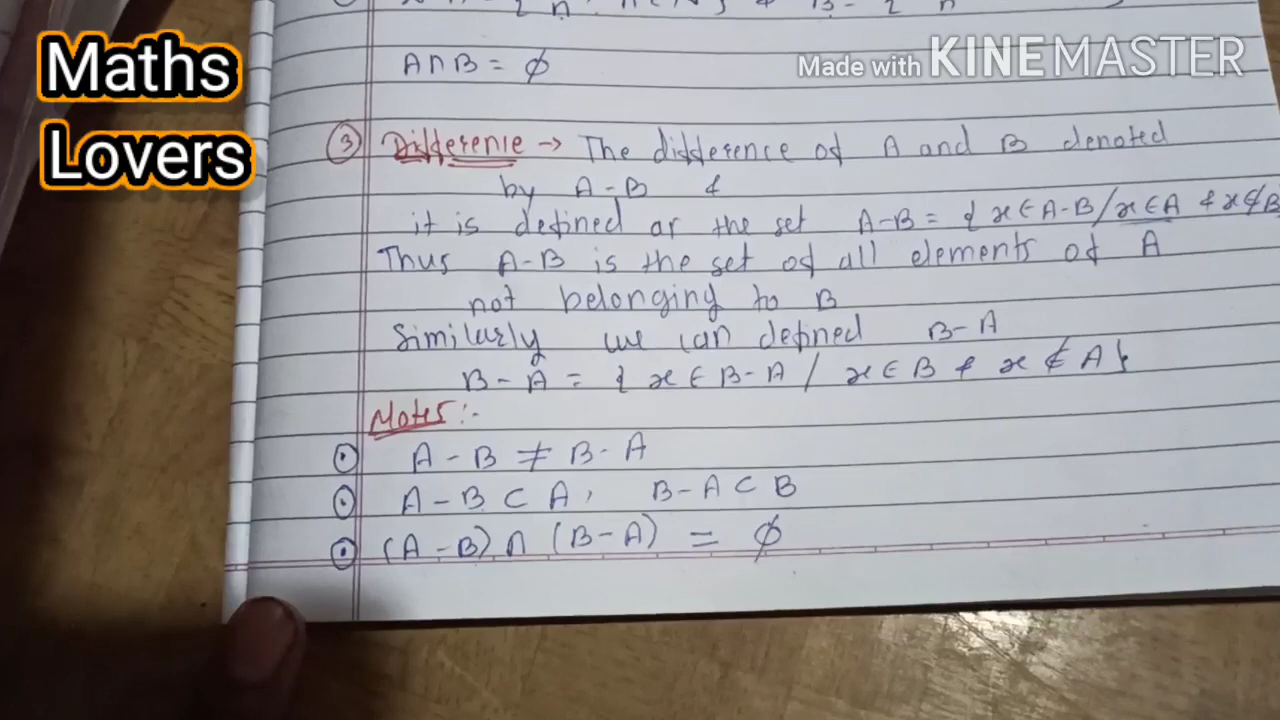 Maths
Lovers
Made with KINEMASTER
A∩B = φ
③ Difference → The difference of A and B denoted
by A-B &
it is defined as the set A-B = { x∈A-B/x∈A & x∉B
Thus A-B is the set of all elements of A
not belonging to B
Similarly we can defined B-A
B-A = { x∈B-A / x∈B & x∉A}
Notes:-
⊙ A-B ≠ B-A
⊙ A-B ⊂ A, B-A ⊂ B
⊙ (A-B) ∩ (B-A) = φ